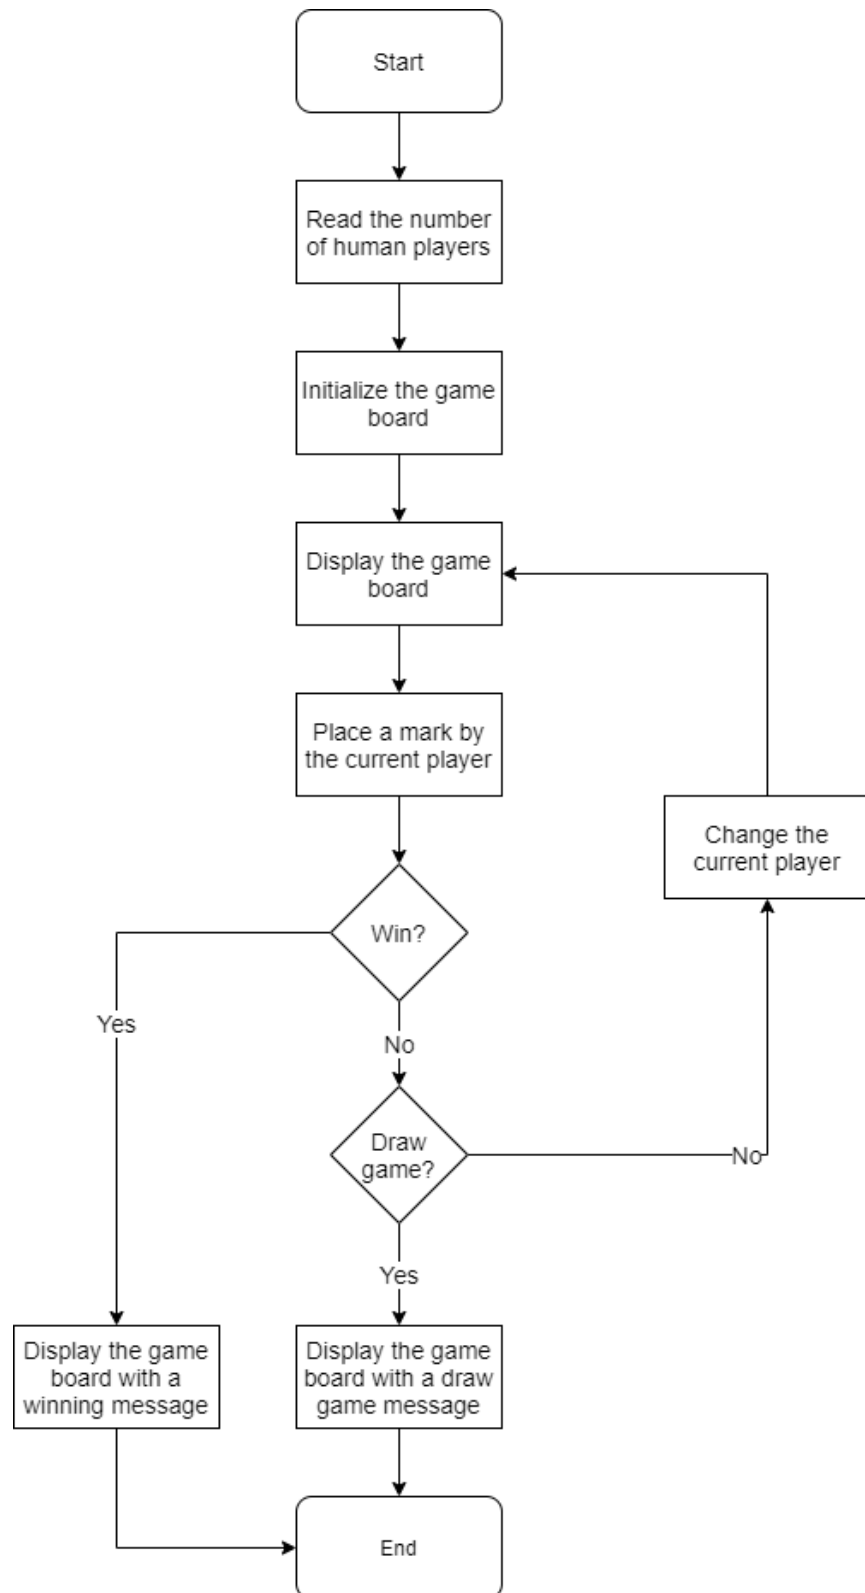 Start
Read the number
of human players
Initialize the game
board
Display the game
board
Place a mark by
the current player
Change the
current player
Win?
Yes
No
Draw
game?
No
Yes
Display the game
board with a
winning message
Display the game
board with a draw
game message
End